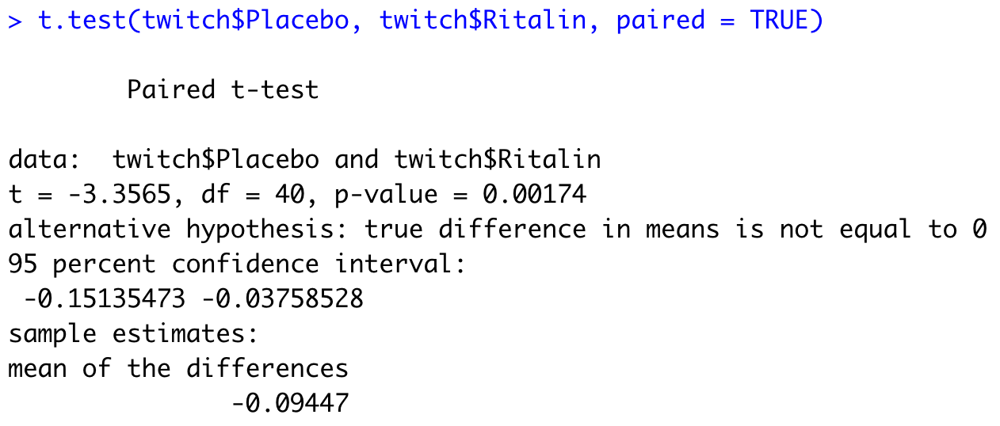 > t.test(twitch$Placebo, twitch$Ritalin, paired = TRUE)
Paired t-test
data:  twitch$Placebo and twitch$Ritalin
t = -3.3565, df = 40, p-value = 0.00174
alternative hypothesis: true difference in means is not equal to 0
95 percent confidence interval:
-0.15135473 -0.03758528
sample estimates:
mean of the differences
-0.09447